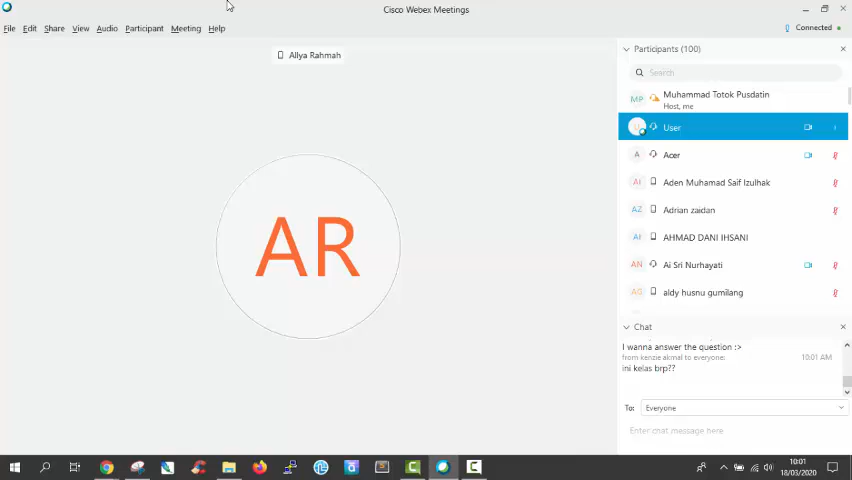 Cisco Webex Meetings
File Edit Share View Audio Participant Meeting Help
Connected
Allya Rahmah
AR
Participants (100)
Search
MP Muhammad Totok Pusdatin
Host, me
User
A Acer
AI Aden Muhamad Saif Izulhak
AZ Adrian zaidan
AI AHMAD DANI IHSANI
AN Ai Sri Nurhayati
AG aldy husnu gumilang
Chat
I wanna answer the question :>
from kenzie akmal to everyone: 10:01 AM
ini kelas brp??
To: Everyone
Enter chat message here
10:01
18/03/2020